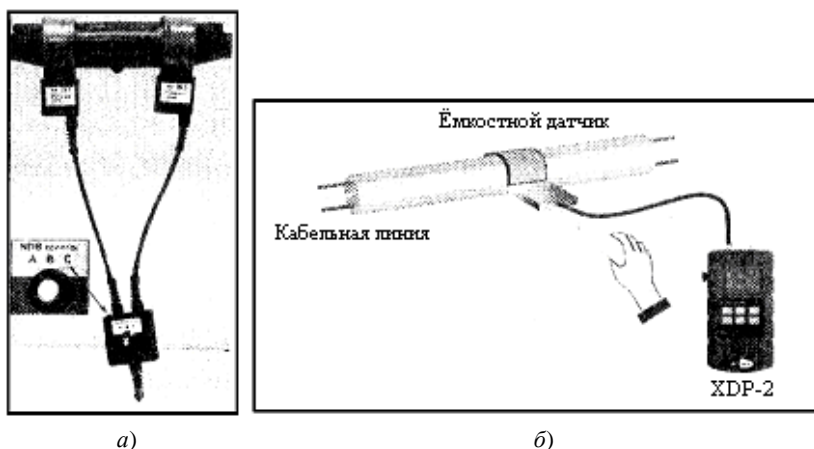 Ёмкостной датчик
Кабельная линия
A B C
XDP-2
а)
б)